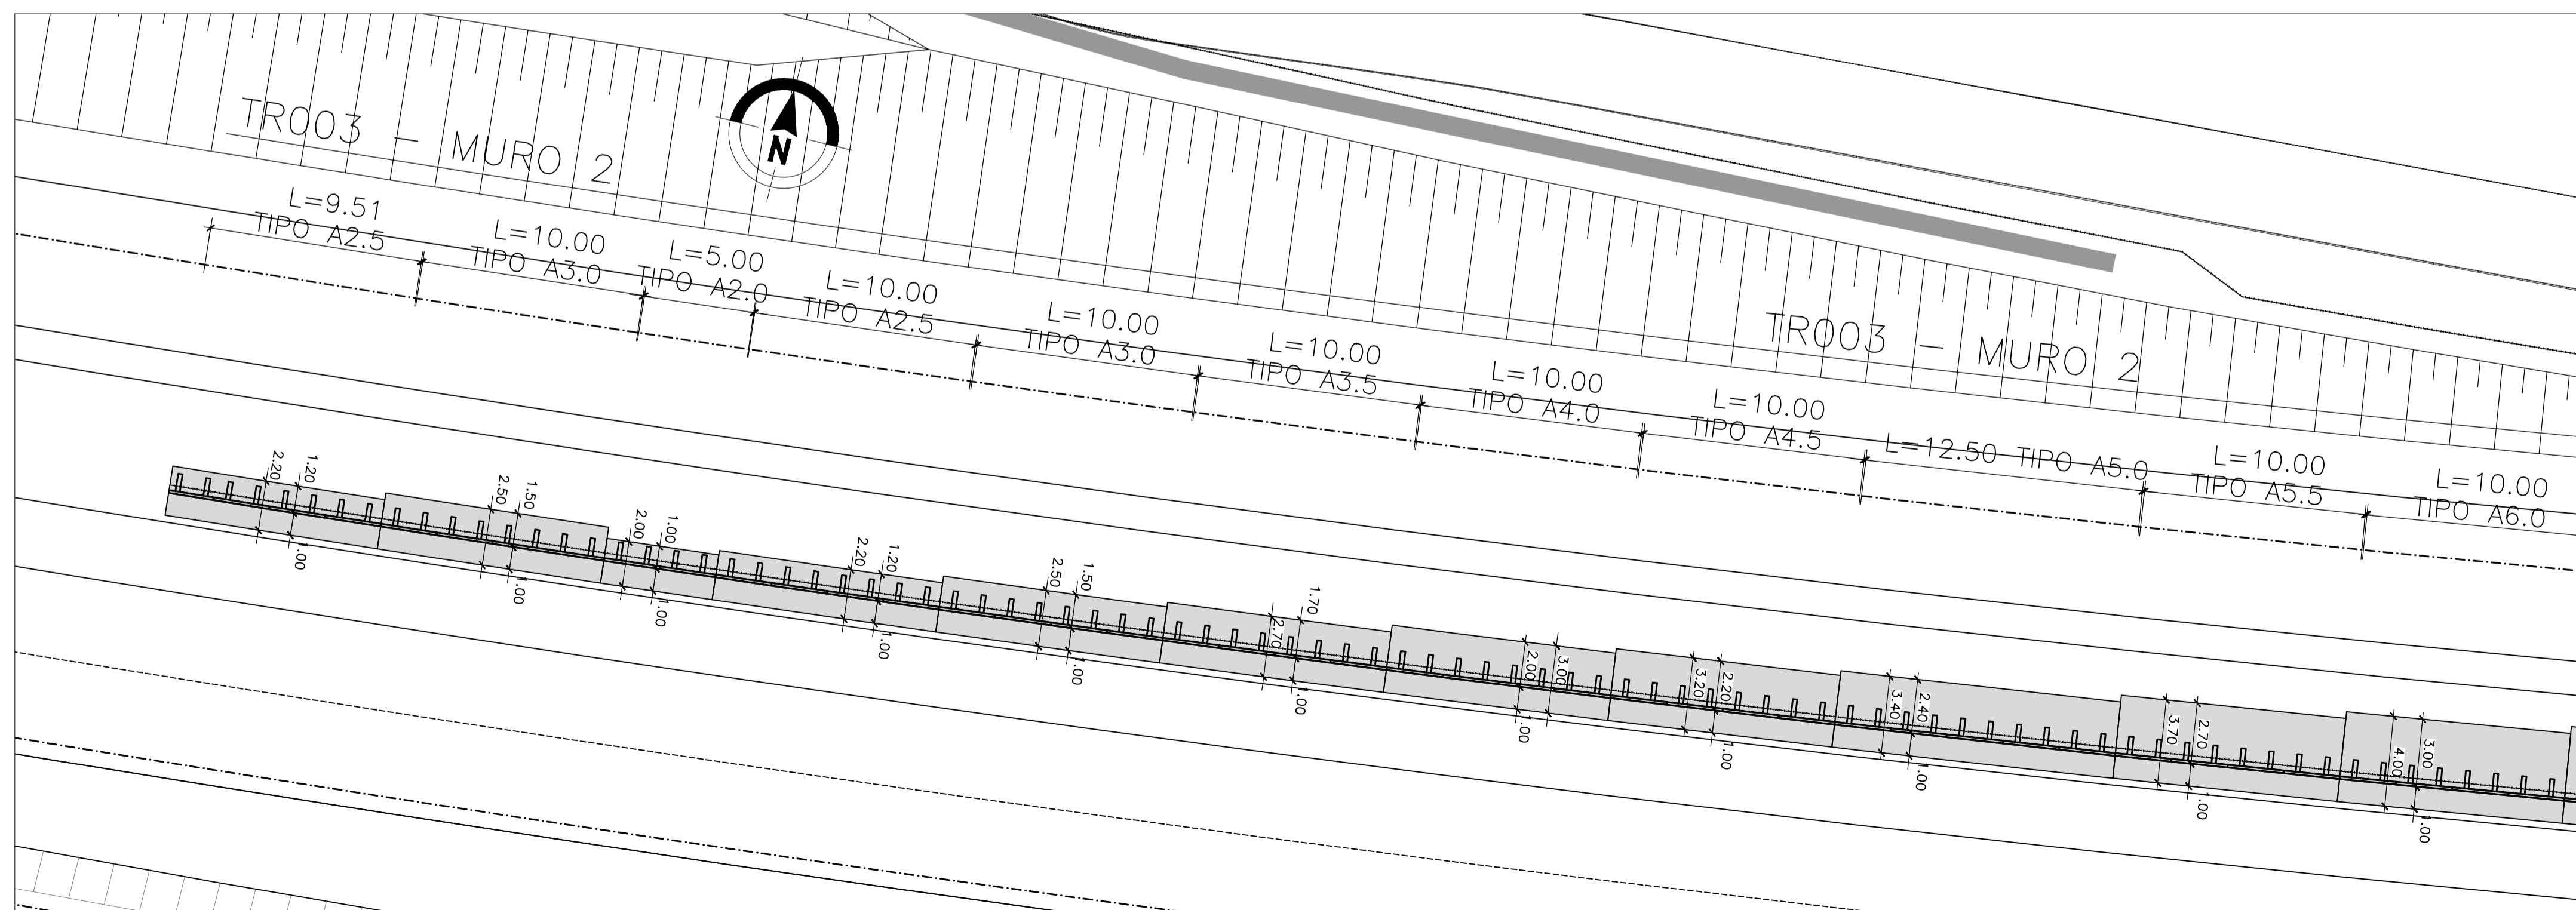 TR003 - MURO 2
N
L=9.51
TIPO A2.5
L=10.00
TIPO A3.0
L=5.00
TIPO A2.0
L=10.00
TIPO A2.5
L=10.00
TIPO A3.0
L=10.00
TIPO A3.5
L=10.00
TIPO A4.0
L=10.00
TIPO A4.5
L=12.50 TIPO A5.0
L=10.00
TIPO A5.5
L=10.00
TIPO A6.0
TR003 - MURO 2
2.20
1.20
1.00
2.50
1.50
1.00
2.00
1.00
1.00
2.20
1.20
1.00
2.50
1.50
1.00
2.70
1.70
1.00
2.00
3.00
1.00
3.20
2.20
1.00
3.40
2.40
1.00
3.70
2.70
1.00
4.00
3.00
1.00